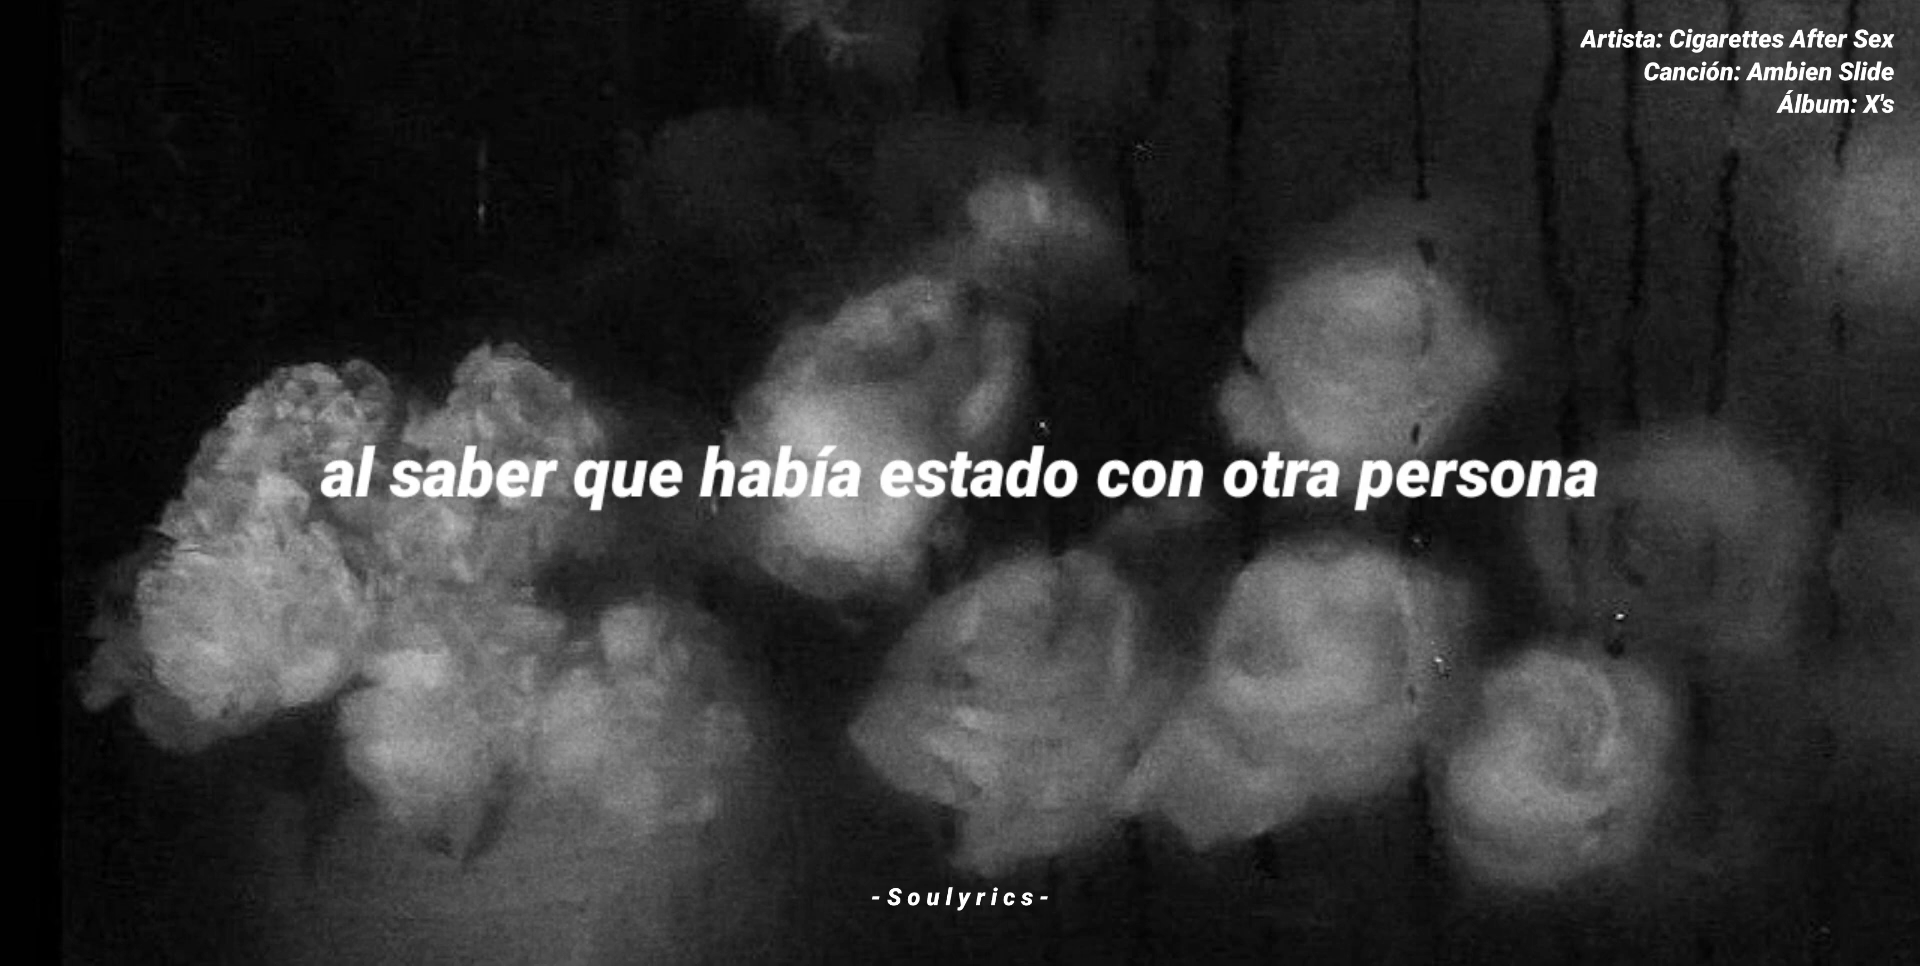 Artista: Cigarettes After Sex
Canción: Ambien Slide
Álbum: X's
al saber que había estado con otra persona
-Soulyrics-